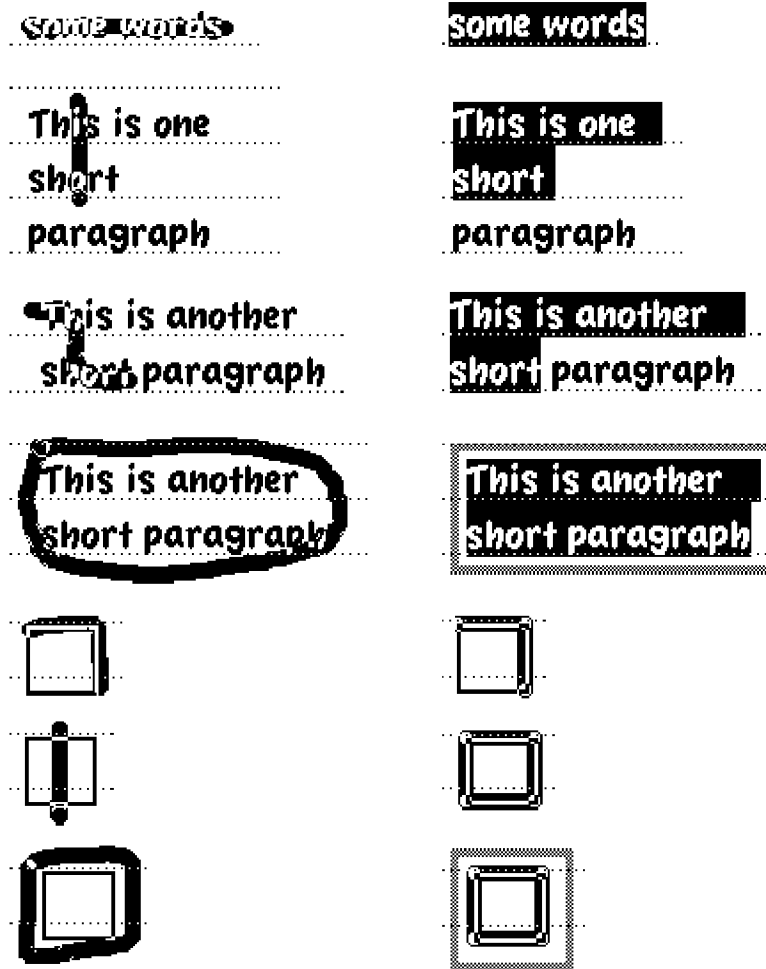 some words some words
This is one This is one
short short
paragraph paragraph
This is another This is another
short paragraph short paragraph
This is another This is another
short paragraph short paragraph